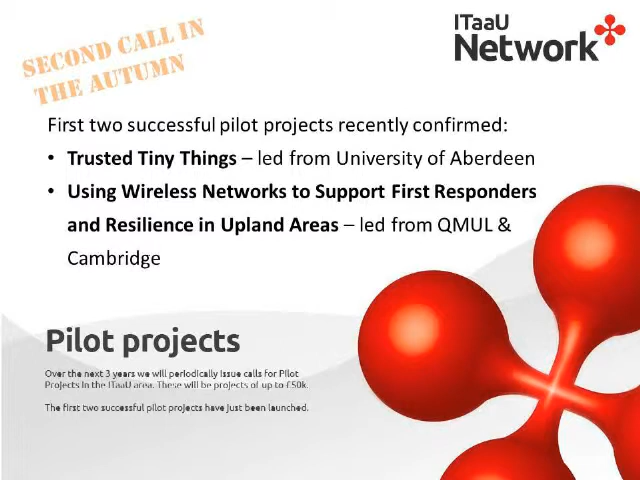 SECOND CALL IN
THE AUTUMN
ITaaU
Network
First two successful pilot projects recently confirmed:
• Trusted Tiny Things – led from University of Aberdeen
• Using Wireless Networks to Support First Responders
and Resilience in Upland Areas – led from QMUL &
Cambridge
Pilot projects
Over the next 3 years we will periodically issue calls for Pilot
Projects in the ITaaU area. These will be projects of up to £50k.
The first two successful pilot projects have just been launched.